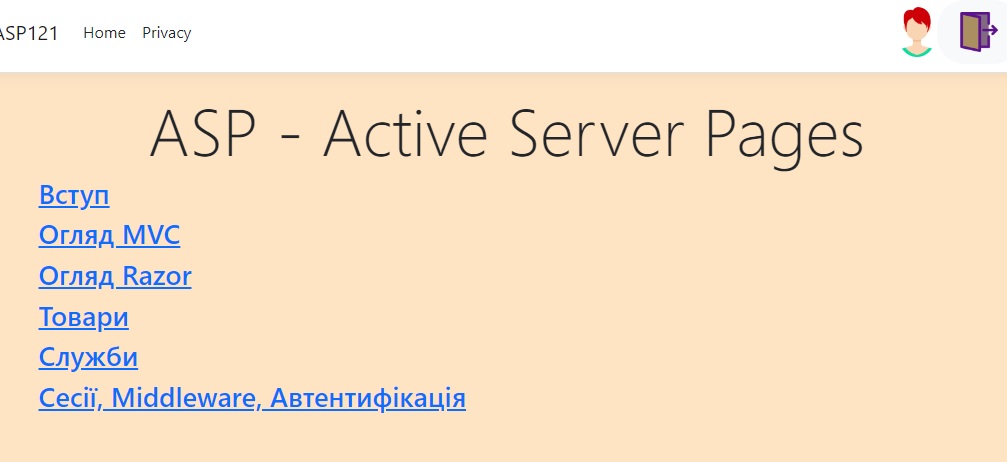 ASP121 Home Privacy
ASP - Active Server Pages
Вступ
Огляд MVC
Огляд Razor
Товари
Служби
Сесії, Middleware, Автентифікація